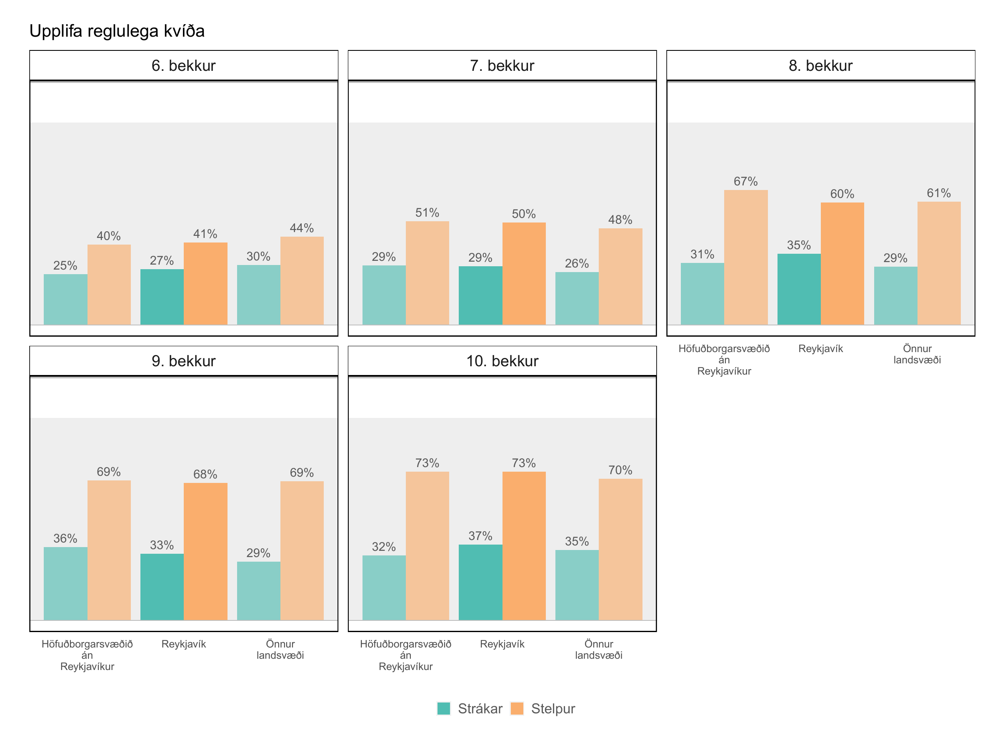 Upplifa reglulega kvíða
6. bekkur
25%
40%
27%
41%
30%
44%
7. bekkur
29%
51%
29%
50%
26%
48%
8. bekkur
31%
67%
35%
60%
29%
61%
Höfuðborgarsvæðið
án
Reykjavíkur
Reykjavík
Önnur
landsvæði
9. bekkur
36%
69%
33%
68%
29%
69%
Höfuðborgarsvæðið
án
Reykjavíkur
Reykjavík
Önnur
landsvæði
10. bekkur
32%
73%
37%
73%
35%
70%
Höfuðborgarsvæðið
án
Reykjavíkur
Reykjavík
Önnur
landsvæði
Strákar
Stelpur